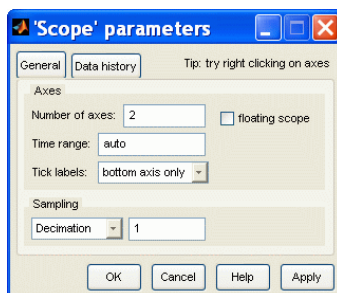 'Scope' parameters
General Data history Tip: try right clicking on axes
Axes
Number of axes: 2 floating scope
Time range: auto
Tick labels: bottom axis only
Sampling
Decimation 1
OK Cancel Help Apply